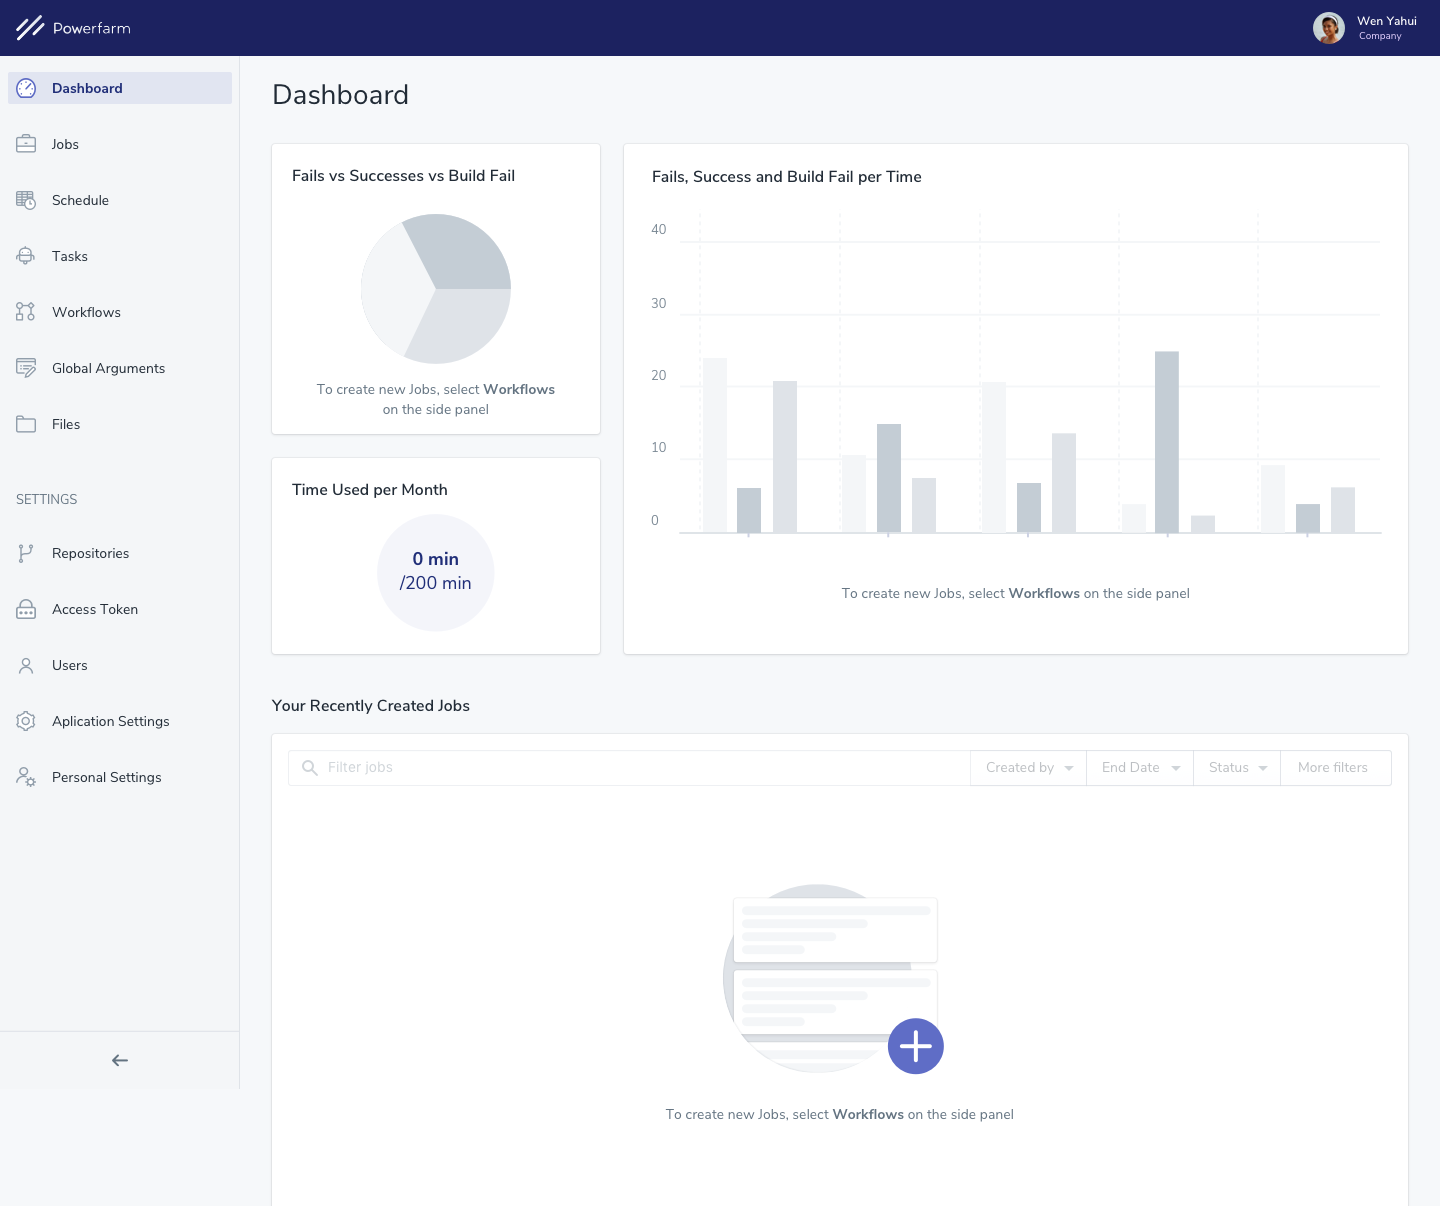 Powerfarm
Wen Yahui
Company
Dashboard
Jobs
Schedule
Tasks
Workflows
Global Arguments
Files
SETTINGS
Repositories
Access Token
Users
Aplication Settings
Personal Settings
Dashboard
Fails vs Successes vs Build Fail
To create new Jobs, select Workflows
on the side panel
Time Used per Month
0 min
/200 min
Fails, Success and Build Fail per Time
40
30
20
10
0
To create new Jobs, select Workflows on the side panel
Your Recently Created Jobs
Filter jobs
Created by
End Date
Status
More filters
To create new Jobs, select Workflows on the side panel